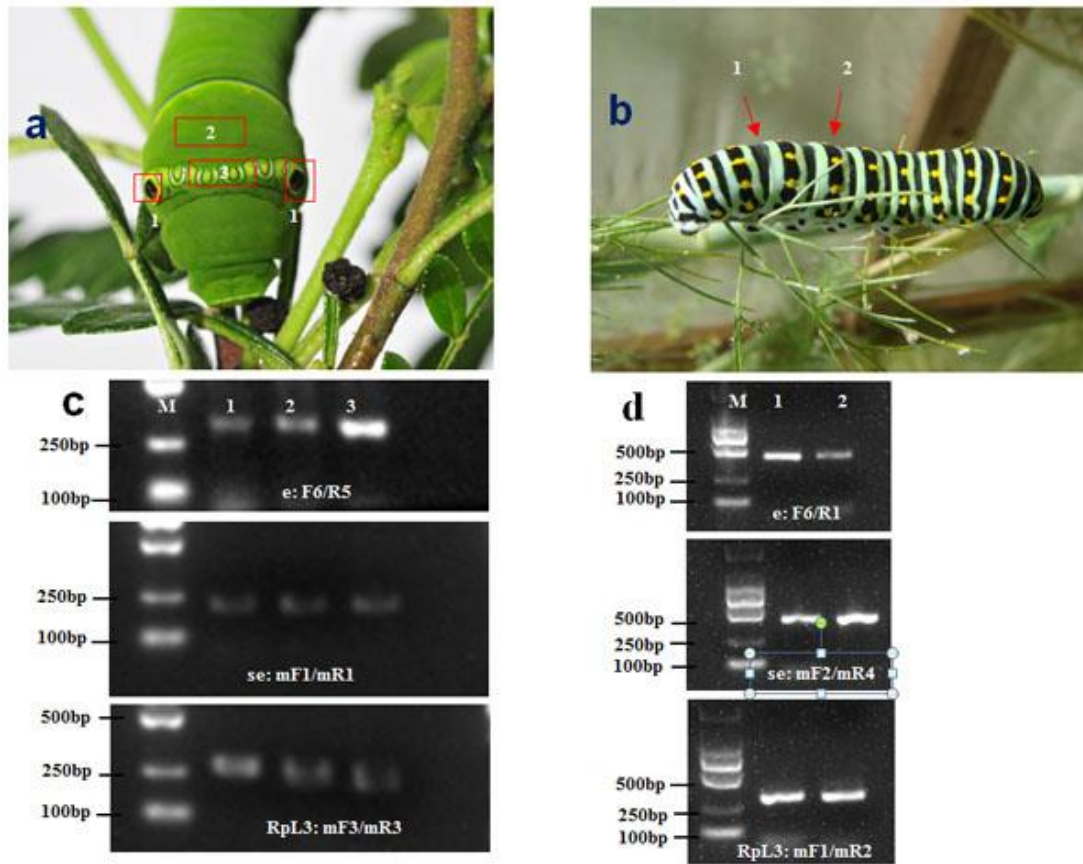 a
2
3
1
1
b
1
2
c
M
1
2
3
250bp
100bp
e: F6/R5
250bp
100bp
se: mF1/mR1
500bp
250bp
100bp
RpL3: mF3/mR3
d
M
1
2
500bp
250bp
100bp
e: F6/R1
500bp
250bp
100bp
se: mF2/mR4
500bp
250bp
100bp
RpL3: mF1/mR2